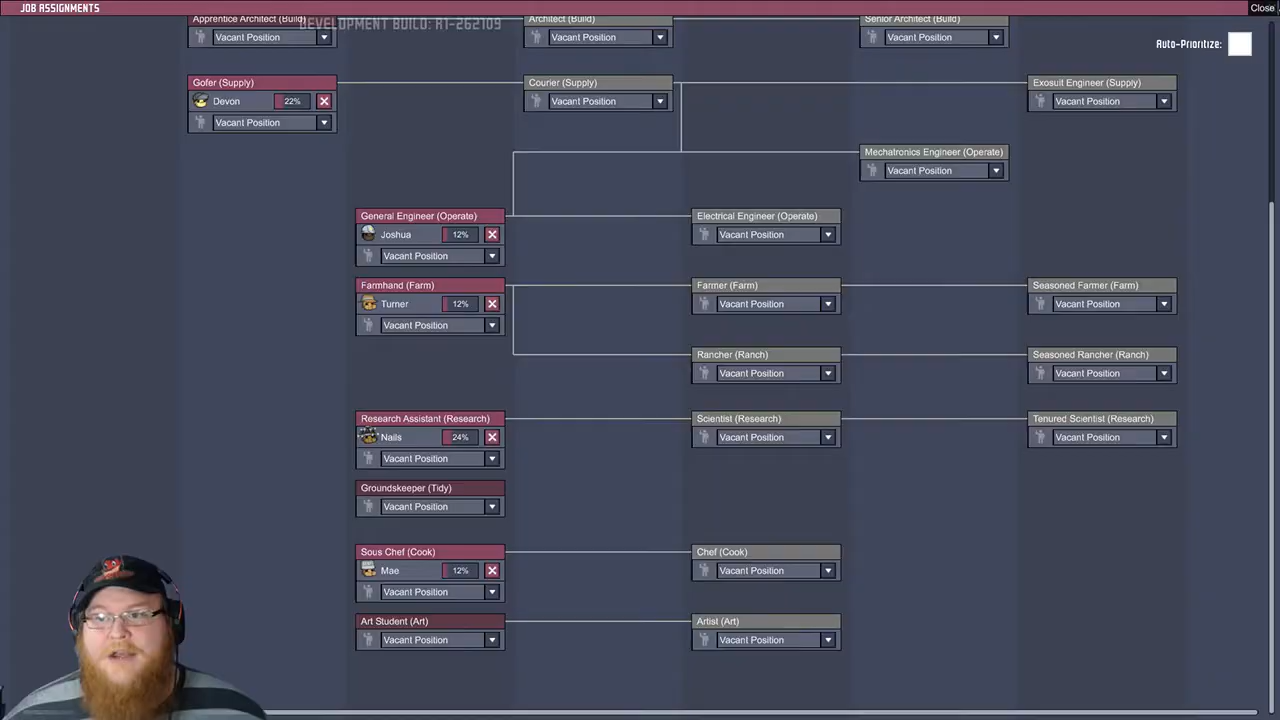 JOB ASSIGNMENTS
Close
Apprentice Architect (Build)
Architect (Build)
Senior Architect (Build)
DEVELOPMENT BUILD: R1-262109
Vacant Position
Vacant Position
Vacant Position
Auto-Prioritize:
Gofer (Supply)
Courier (Supply)
Exosuit Engineer (Supply)
Devon 22%
Vacant Position
Vacant Position
Vacant Position
Mechatronics Engineer (Operate)
Vacant Position
General Engineer (Operate)
Electrical Engineer (Operate)
Joshua 12%
Vacant Position
Vacant Position
Farmhand (Farm)
Farmer (Farm)
Seasoned Farmer (Farm)
Turner 12%
Vacant Position
Vacant Position
Vacant Position
Rancher (Ranch)
Seasoned Rancher (Ranch)
Vacant Position
Vacant Position
Research Assistant (Research)
Scientist (Research)
Tenured Scientist (Research)
Nails 24%
Vacant Position
Vacant Position
Vacant Position
Groundskeeper (Tidy)
Vacant Position
Sous Chef (Cook)
Chef (Cook)
Mae 12%
Vacant Position
Vacant Position
Art Student (Art)
Artist (Art)
Vacant Position
Vacant Position